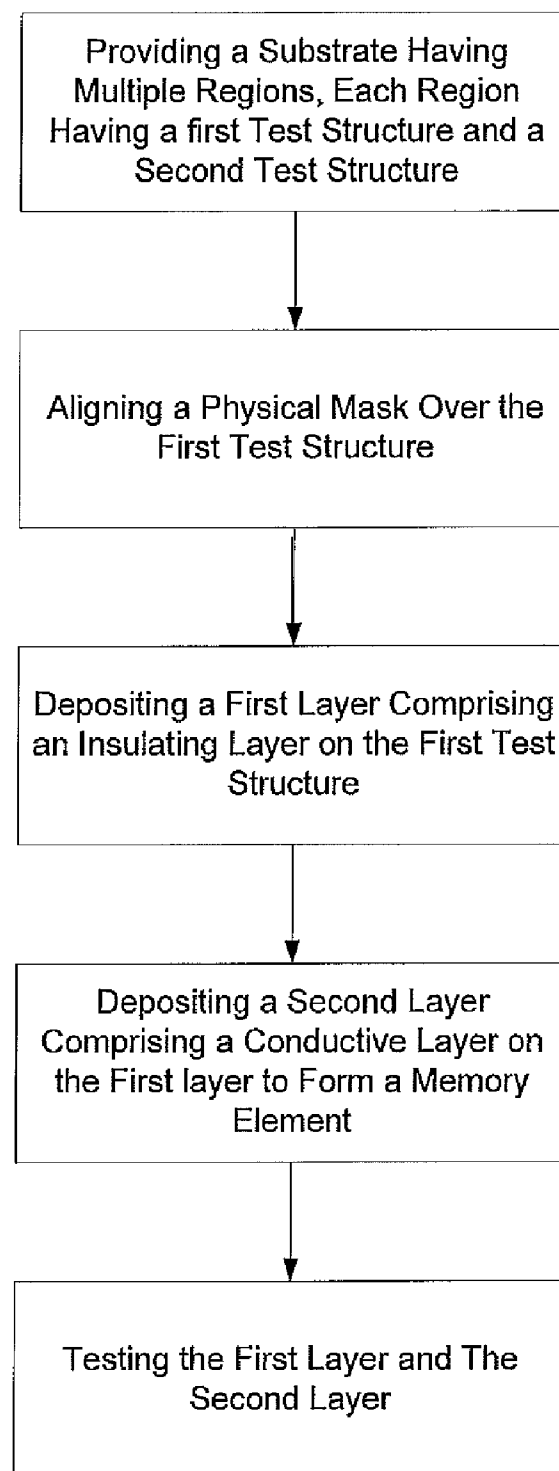 Providing a Substrate Having
Multiple Regions, Each Region
Having a first Test Structure and a
Second Test Structure
Aligning a Physical Mask Over the
First Test Structure
Depositing a First Layer Comprising
an Insulating Layer on the First Test
Structure
Depositing a Second Layer
Comprising a Conductive Layer on
the First layer to Form a Memory
Element
Testing the First Layer and The
Second Layer